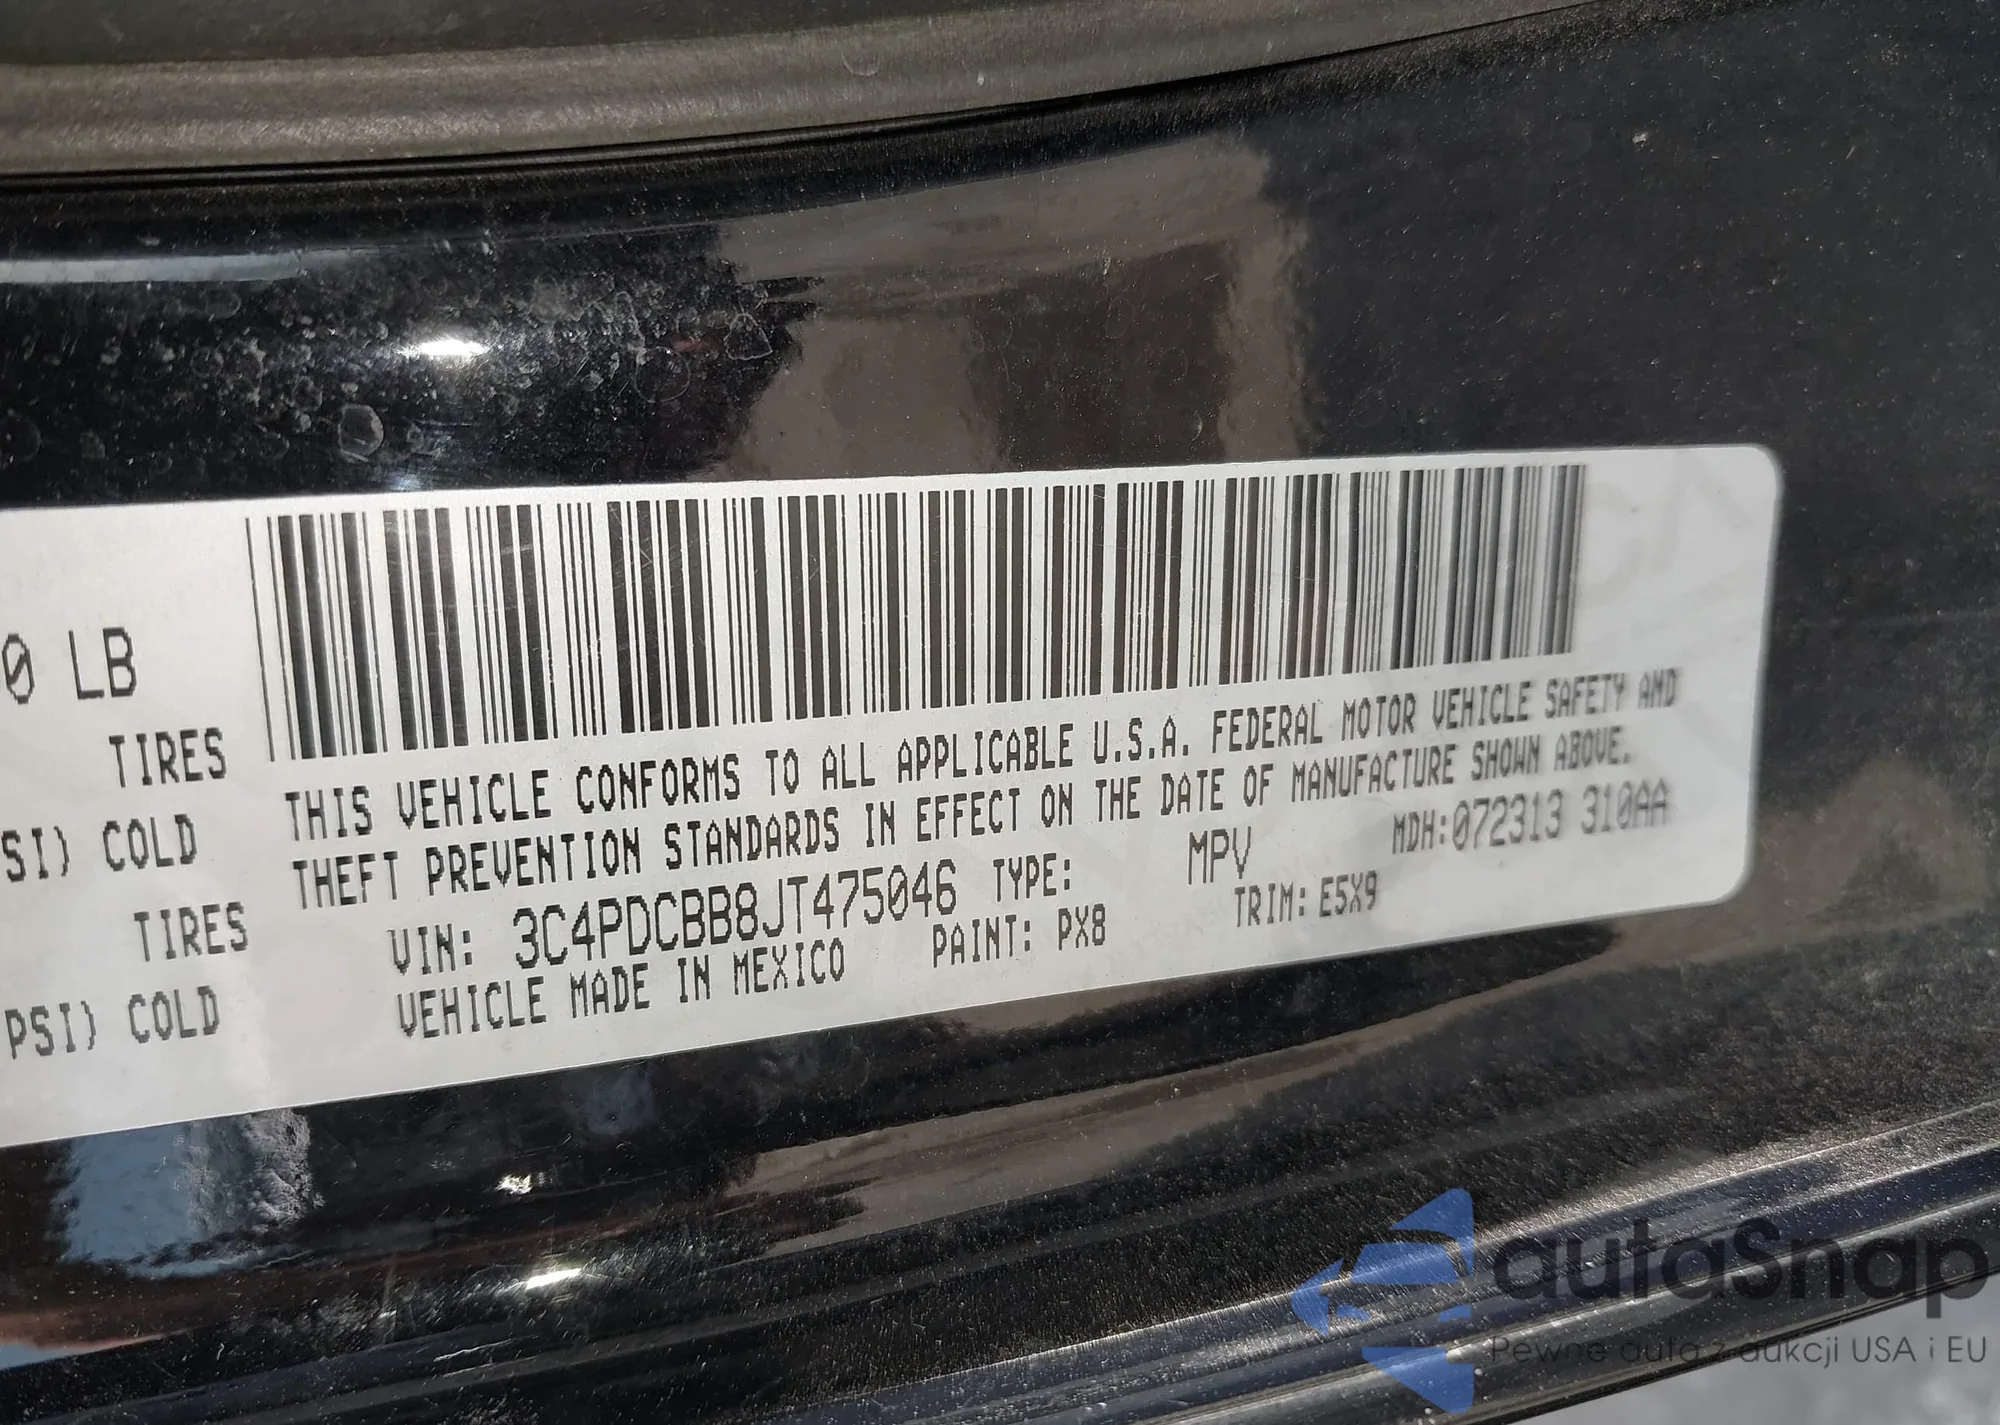 0 LB
TIRES
SI) COLD
TIRES
PSI) COLD
THIS VEHICLE CONFORMS TO ALL APPLICABLE U.S.A. FEDERAL MOTOR VEHICLE SAFETY AND
THEFT PREVENTION STANDARDS IN EFFECT ON THE DATE OF MANUFACTURE SHOWN ABOVE.
MDH:072313 310AA
VIN: 3C4PDCBB8JT475046 TYPE: MPV
VEHICLE MADE IN MEXICO PAINT: PX8 TRIM: E5X9
autaSnap
Pewne auta z aukcji USA i EU